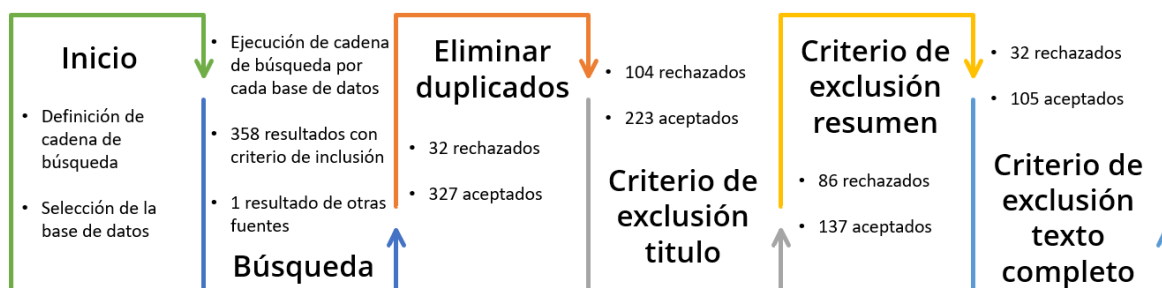 Inicio
• Definición de
cadena de
búsqueda
• Selección de la
base de datos
• Ejecución de cadena
de búsqueda por
cada base de datos
• 358 resultados con
criterio de inclusión
• 1 resultado de otras
fuentes
Búsqueda
Eliminar
duplicados
• 32 rechazados
• 327 aceptados
• 104 rechazados
• 223 aceptados
Criterio de
exclusión
titulo
Criterio de
exclusión
resumen
• 86 rechazados
• 137 aceptados
• 32 rechazados
• 105 aceptados
Criterio de
exclusión
texto
completo